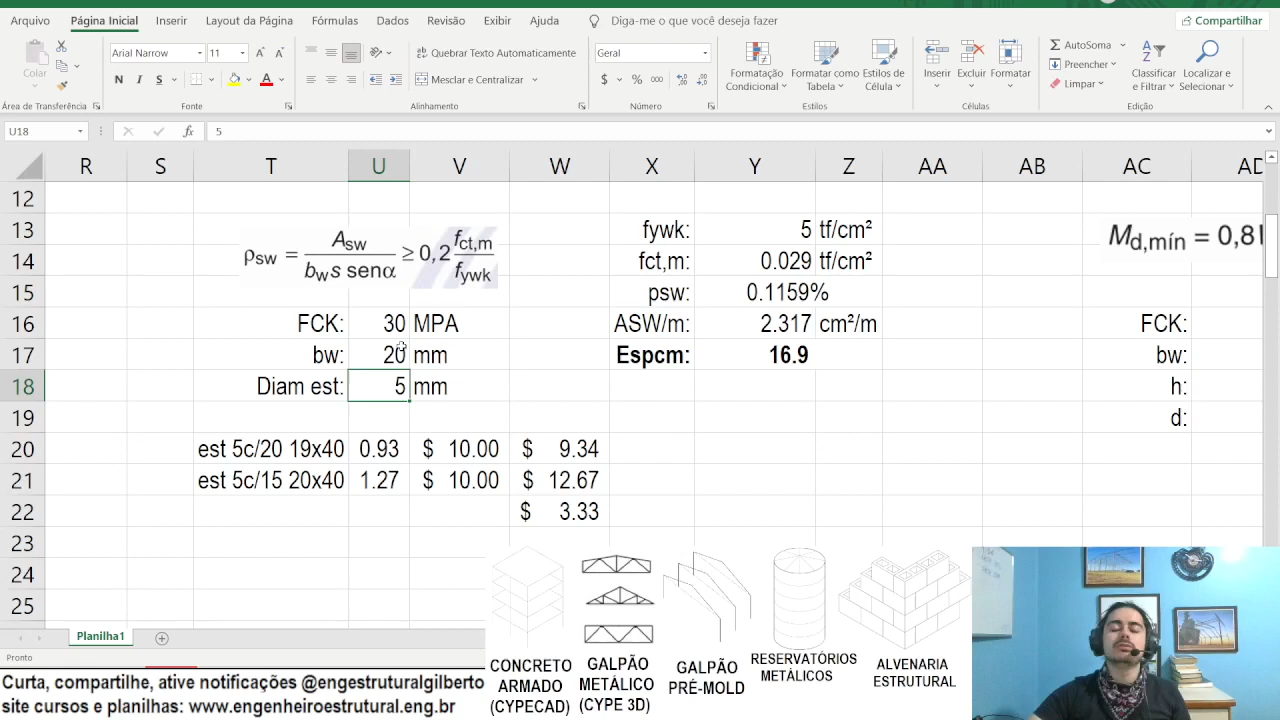 Arquivo Página Inicial Inserir Layout da Página Fórmulas Dados Revisão Exibir Ajuda Diga-me o que você deseja fazer Compartilhar
Colar
Arial Narrow 11 A A
N I S A
Quebrar Texto Automaticamente
Mesclar e Centralizar
Geral
$ % 000
Formatação Condicional
Formatar como Tabela
Estilos de Célula
Inserir Excluir Formatar
AutoSoma
Preencher
Limpar
Classificar e Filtrar
Localizar e Selecionar
Área de Transferência Fonte Alinhamento Número Estilos Células Edição
U18 fx 5
R S T U V W X Y Z AA AB AC AD
12
13 fywk: 5 tf/cm²
ρsw = Asw / bw s senα ≥ 0,2 fct,m / fywk
Md,mín = 0,8
14 fct,m: 0.029 tf/cm²
15 psw: 0.1159%
16 FCK: 30 MPA ASW/m: 2.317 cm²/m FCK:
17 bw: 20 mm Espcm: 16.9 bw:
18 Diam est: 5 mm h:
19 d:
20 est 5c/20 19x40 0.93 $ 10.00 $ 9.34
21 est 5c/15 20x40 1.27 $ 10.00 $ 12.67
22 $ 3.33
23
24
25
Planilha1
Pronto
CONCRETO ARMADO (CYPECAD)
GALPÃO METÁLICO (CYPE 3D)
GALPÃO PRÉ-MOLD
RESERVATÓRIOS METÁLICOS
ALVENARIA ESTRUTURAL
Curta, compartilhe, ative notificações @engestruturalgilberto
site cursos e planilhas: www.engenheiroestrutural.eng.br